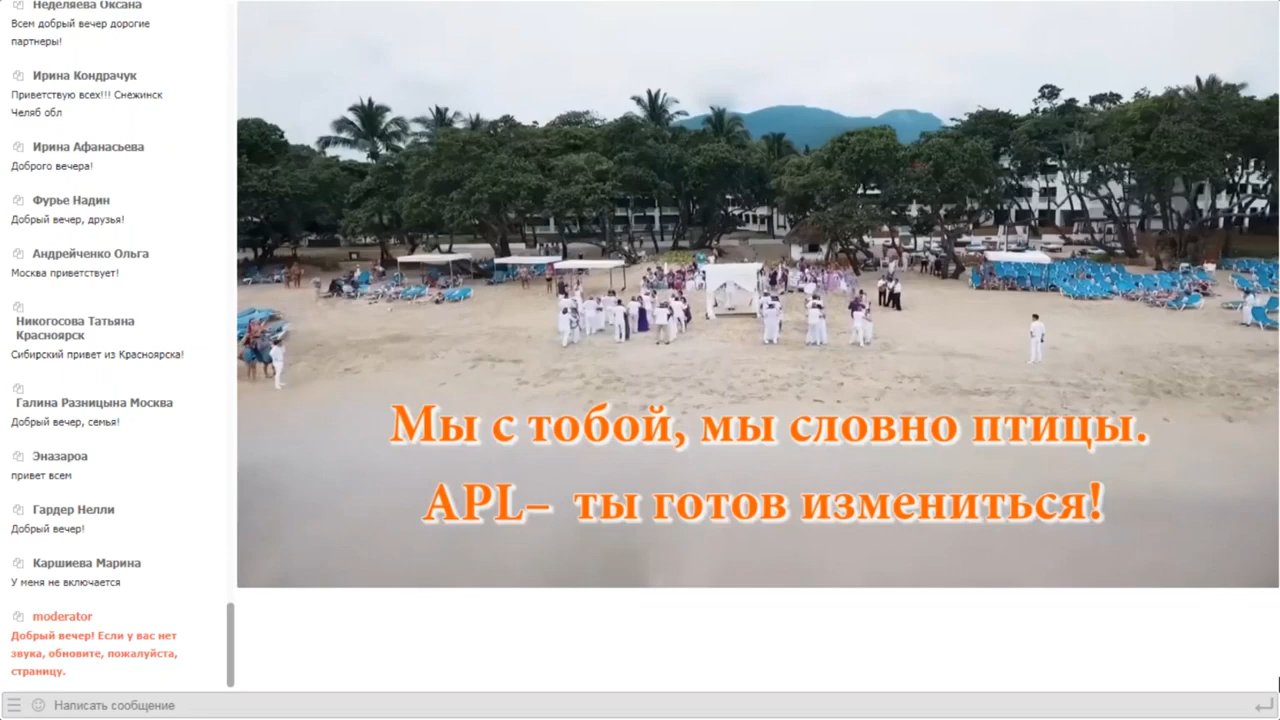 Неделяева Оксана
Всем добрый вечер дорогие
партнеры!
Ирина Кондрачук
Приветствую всех!!! Снежинск
Челяб обл
Ирина Афанасьева
Доброго вечера!
Фурье Надин
Добрый вечер, друзья!
Андрейченко Ольга
Москва приветствует!
Никогосова Татьяна
Красноярск
Сибирский привет из Красноярска!
Галина Разницына Москва
Добрый вечер, семья!
Эназароа
привет всем
Гардер Нелли
Добрый вечер!
Каршиева Марина
У меня не включается
moderator
Добрый вечер! Если у вас нет
звука, обновите, пожалуйста,
страницу.
Написать сообщение
Мы с тобой, мы словно птицы.
APL– ты готов измениться!